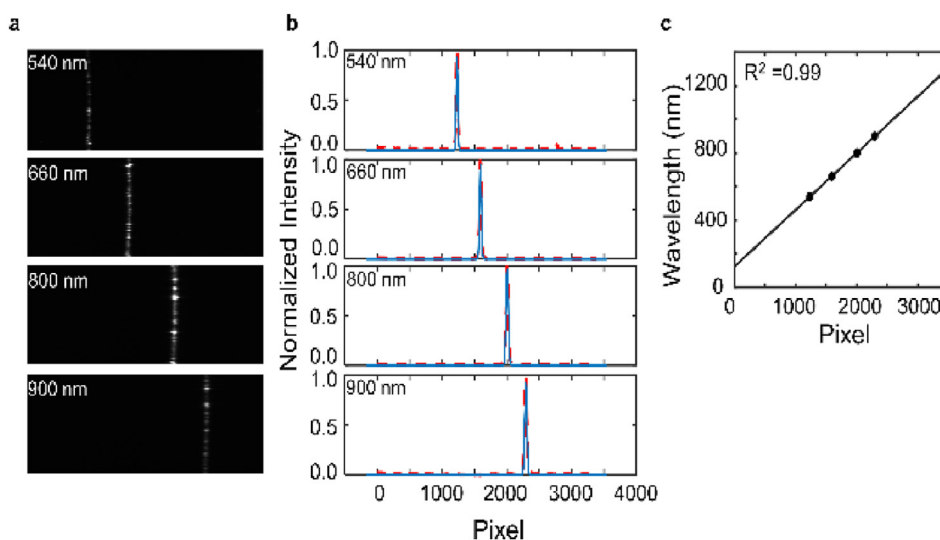 a
540 nm
660 nm
800 nm
900 nm
b
Normalized Intensity
1.0
540 nm
0.5
0.0
1.0
660 nm
0.5
0.0
1.0
800 nm
0.5
0.0
1.0
900 nm
0.5
0.0
0 1000 2000 3000 4000
Pixel
c
R² =0.99
Wavelength (nm)
1200
800
400
0
0 1000 2000 3000
Pixel